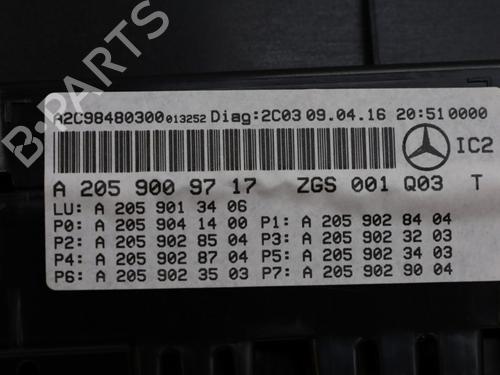 A2C98480300013252 Diag:2C03 09.04.16 20:51 0000
IC2
A 205 900 97 17 ZGS 001 Q03 T
LU: A 205 901 34 06
P0: A 205 904 14 00 P1: A 205 902 84 04
P2: A 205 902 85 04 P3: A 205 902 32 03
P4: A 205 902 87 04 P5: A 205 902 34 03
P6: A 205 902 35 03 P7: A 205 902 90 04
B-PARTS